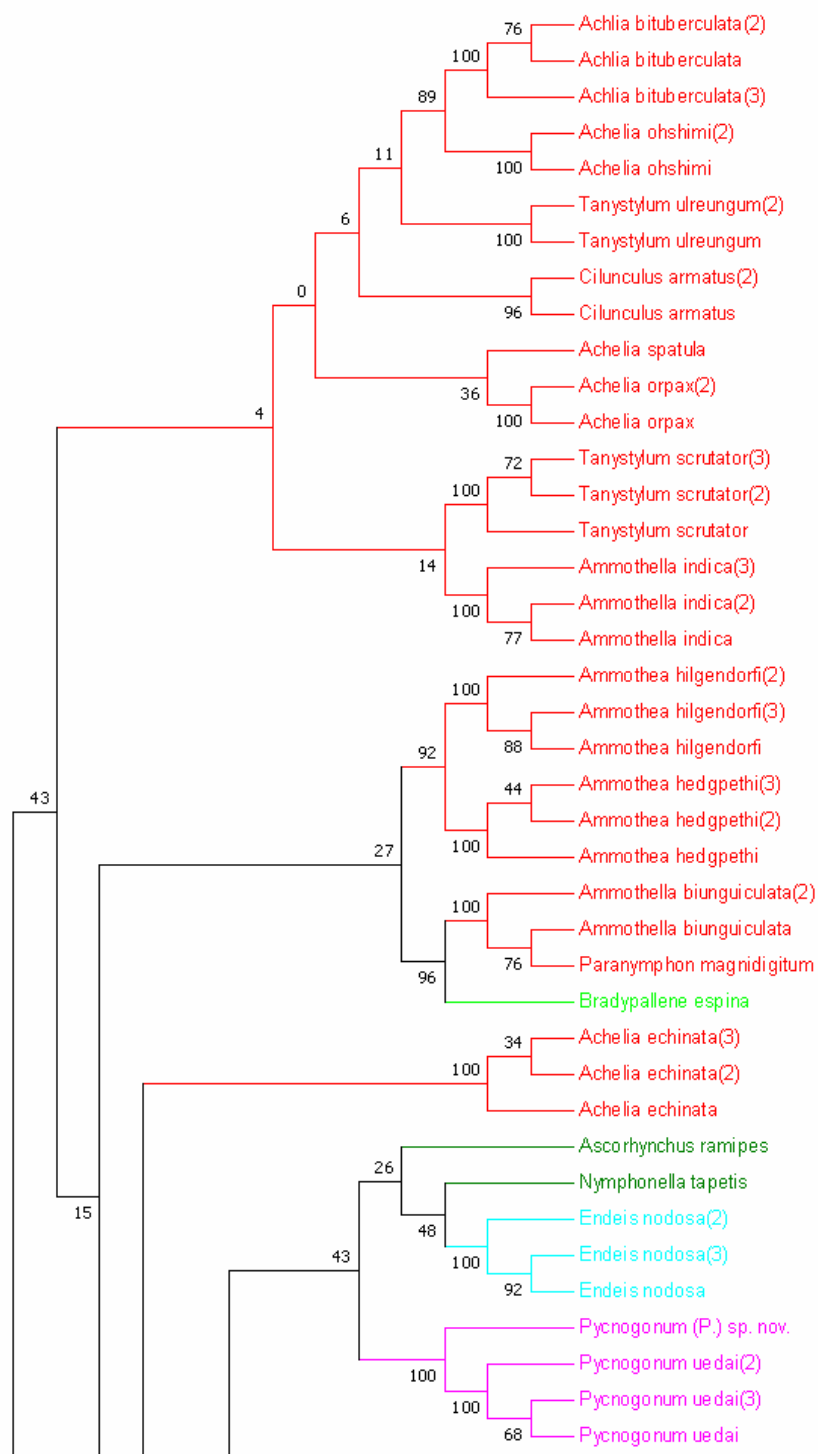 76
Achlia bituberculata(2)
Achlia bituberculata
100
Achlia bituberculata(3)
89
Achelia ohshimi(2)
100
Achelia ohshimi
11
Tanystylum ulreungum(2)
100
Tanystylum ulreungum
6
Cilunculus armatus(2)
96
Cilunculus armatus
0
Achelia spatula
36
Achelia orpax(2)
100
Achelia orpax
4
72
Tanystylum scrutator(3)
Tanystylum scrutator(2)
100
Tanystylum scrutator
14
Ammothella indica(3)
100
Ammothella indica(2)
77
Ammothella indica
100
Ammothea hilgendorfi(2)
Ammothea hilgendorfi(3)
88
Ammothea hilgendorfi
92
44
Ammothea hedgpethi(3)
43
Ammothea hedgpethi(2)
100
Ammothea hedgpethi
27
100
Ammothella biunguiculata(2)
Ammothella biunguiculata
76
Paranymphon magnidigitum
96
Bradypallene espina
34
Achelia echinata(3)
100
Achelia echinata(2)
Achelia echinata
26
Ascorhynchus ramipes
Nymphonella tapetis
15
48
Endeis nodosa(2)
43
100
Endeis nodosa(3)
92
Endeis nodosa
Pycnogonum (P.) sp. nov.
100
Pycnogonum uedai(2)
100
Pycnogonum uedai(3)
68
Pycnogonum uedai